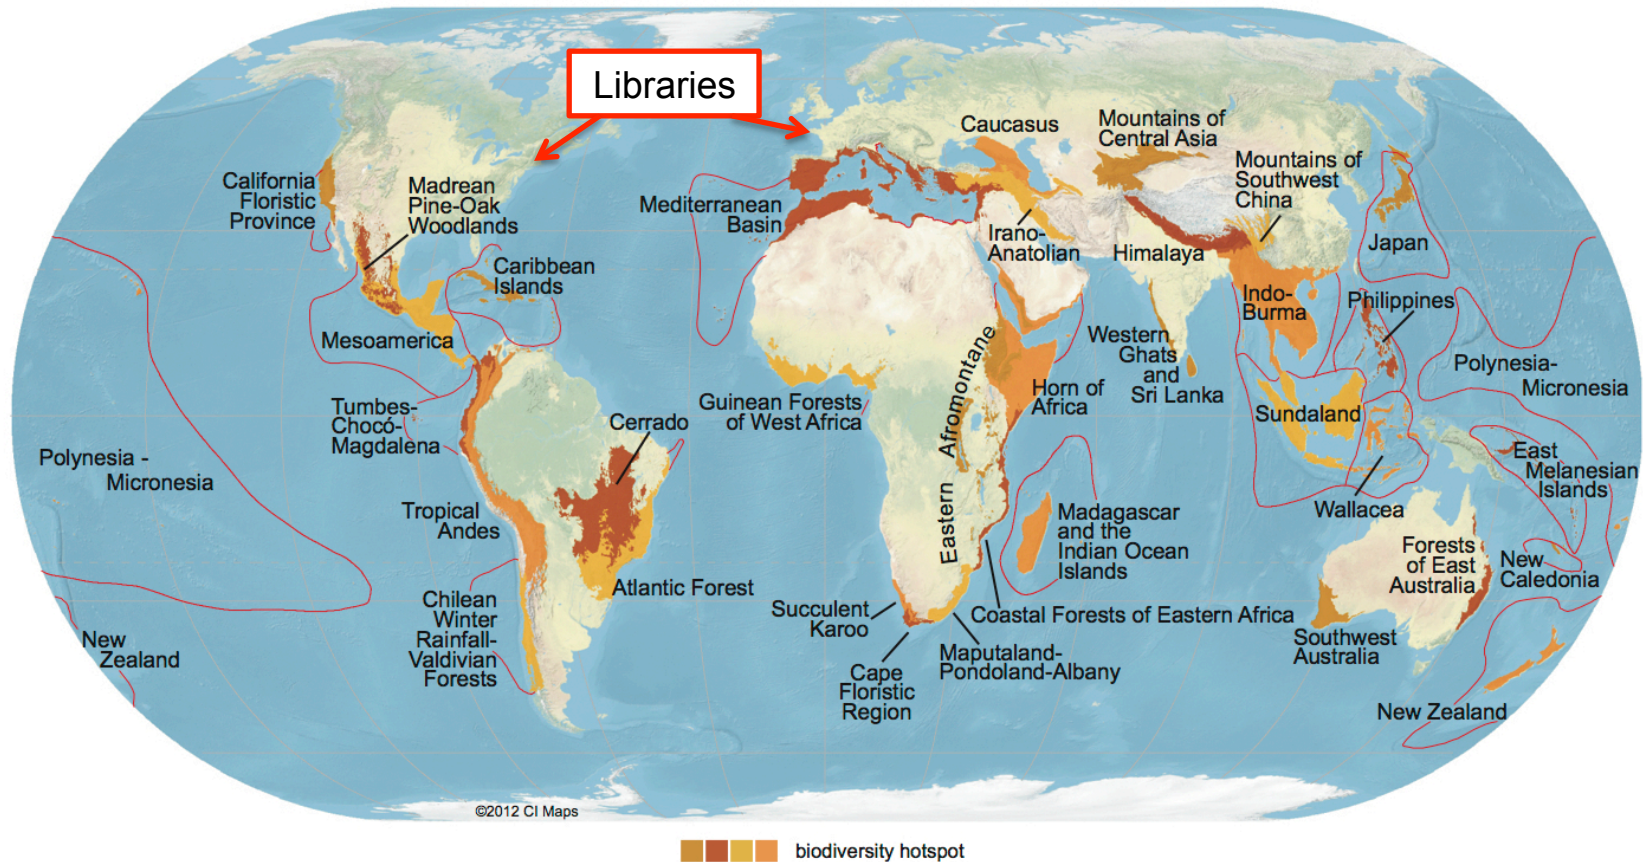 Libraries
Caucasus
Mountains of
Central Asia
Mountains of
Southwest
China
California
Floristic
Province
Madrean
Pine-Oak
Woodlands
Mediterranean
Basin
Irano-
Anatolian
Himalaya
Japan
Caribbean
Islands
Indo-
Burma
Philippines
Mesoamerica
Western
Ghats
and
Sri Lanka
Polynesia-
Micronesia
Guinean Forests
of West Africa
Eastern Afromontane
Horn of
Africa
Sundaland
Tumbes-
Chocó-
Magdalena
Cerrado
Polynesia -
Micronesia
East
Melanesian
Islands
Wallacea
Tropical
Andes
Madagascar
and the
Indian Ocean
Islands
Forests
of East
Australia
New
Caledonia
Atlantic Forest
Chilean
Winter
Rainfall-
Valdivian
Forests
Succulent
Karoo
Coastal Forests of Eastern Africa
Southwest
Australia
New
Zealand
Cape
Floristic
Region
Maputaland-
Pondoland-Albany
New Zealand
©2012 CI Maps
biodiversity hotspot